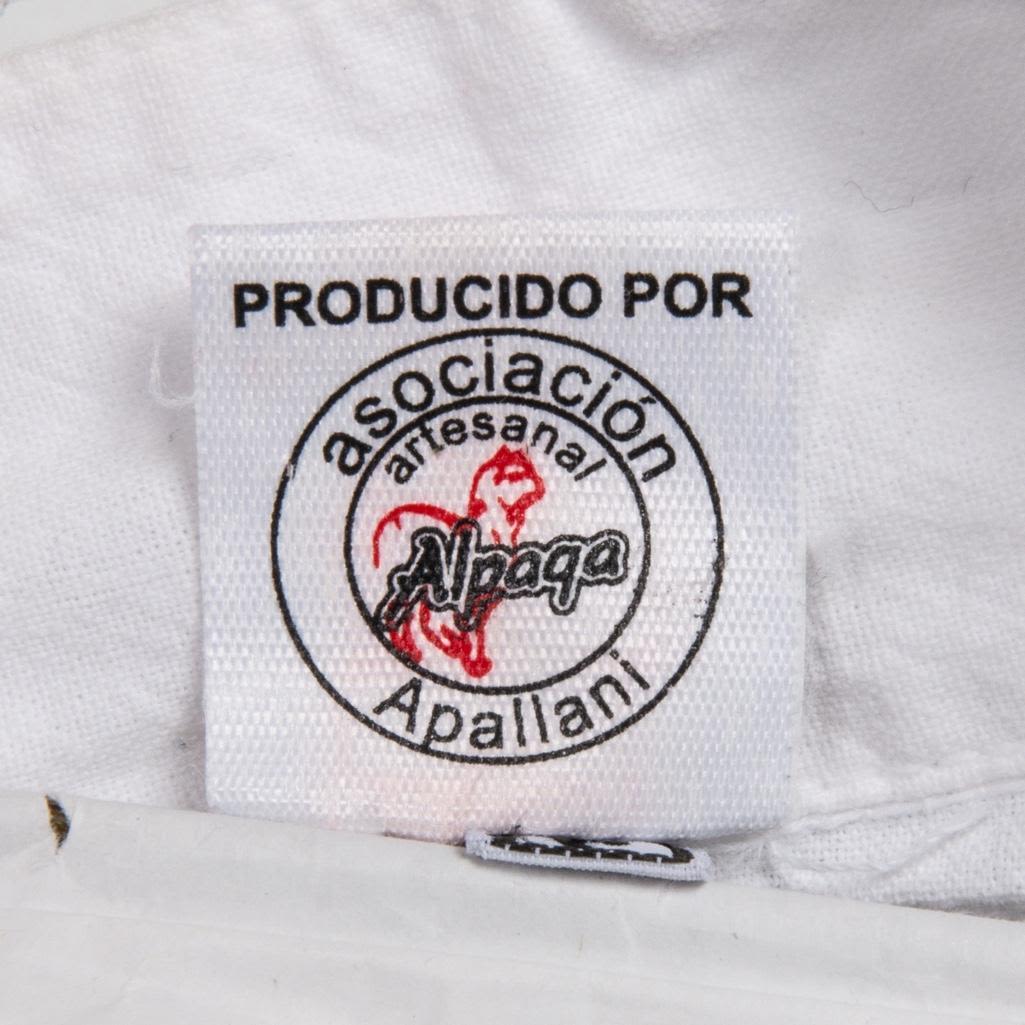 PRODUCIDO POR
asociación
artesanal
Alpaqa
Apallani